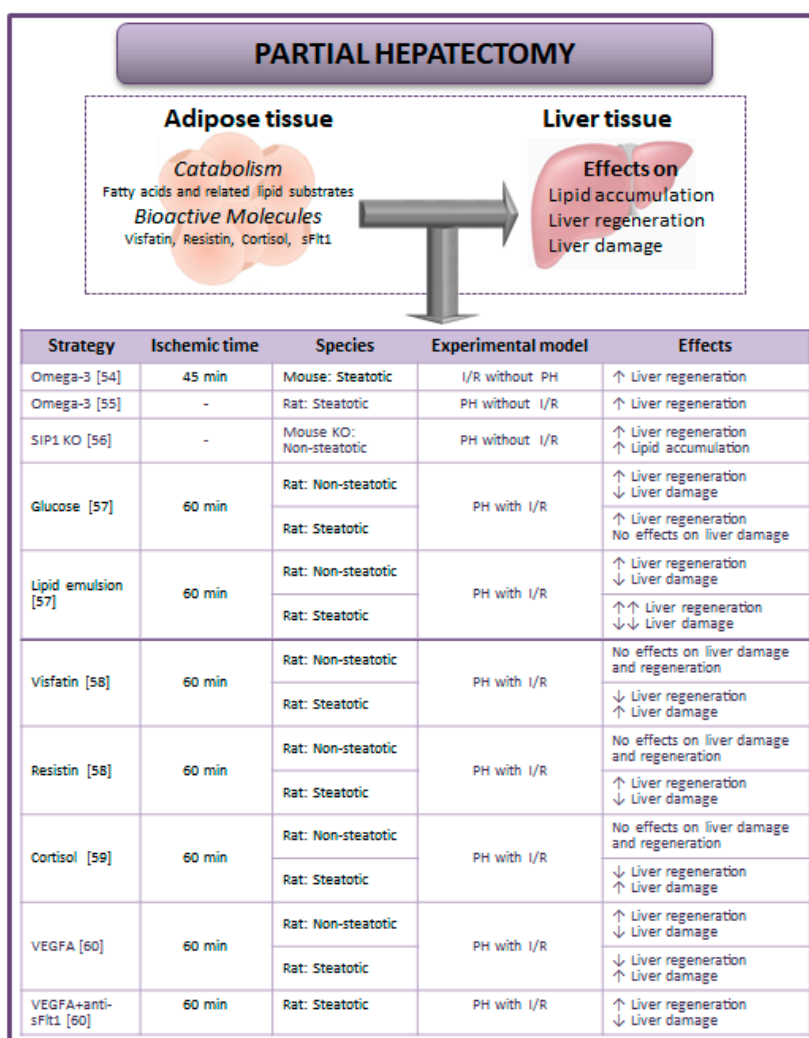 PARTIAL HEPATECTOMY
Adipose tissue
Catabolism
Fatty acids and related lipid substrates
Bioactive Molecules
Visfatin, Resistin, Cortisol, sFlt1
Liver tissue
Effects on
Lipid accumulation
Liver regeneration
Liver damage
Strategy Ischemic time Species Experimental model Effects
Omega-3 [54] 45 min Mouse: Steatotic I/R without PH ↑ Liver regeneration
Omega-3 [55] - Rat: Steatotic PH without I/R ↑ Liver regeneration
SIP1 KO [56] - Mouse KO:
Non-steatotic PH without I/R ↑ Liver regeneration
↑ Lipid accumulation
Glucose [57] 60 min Rat: Non-steatotic PH with I/R ↑ Liver regeneration
↓ Liver damage
Rat: Steatotic ↑ Liver regeneration
No effects on liver damage
Lipid emulsion
[57] 60 min Rat: Non-steatotic PH with I/R ↑ Liver regeneration
↓ Liver damage
Rat: Steatotic ↑↑ Liver regeneration
↓↓ Liver damage
Visfatin [58] 60 min Rat: Non-steatotic PH with I/R No effects on liver damage
and regeneration
Rat: Steatotic ↓ Liver regeneration
↑ Liver damage
Resistin [58] 60 min Rat: Non-steatotic PH with I/R No effects on liver damage
and regeneration
Rat: Steatotic ↑ Liver regeneration
↓ Liver damage
Cortisol [59] 60 min Rat: Non-steatotic PH with I/R No effects on liver damage
and regeneration
Rat: Steatotic ↓ Liver regeneration
↑ Liver damage
VEGFA [60] 60 min Rat: Non-steatotic PH with I/R ↑ Liver regeneration
↓ Liver damage
Rat: Steatotic ↓ Liver regeneration
↑ Liver damage
VEGFA+anti-
sFlt1 [60] 60 min Rat: Steatotic PH with I/R ↑ Liver regeneration
↓ Liver damage